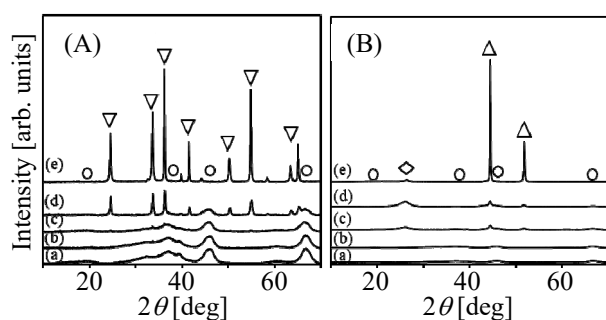 (A)
(B)
Intensity [arb. units]
(e)
(d)
(c)
(b)
(a)
(e)
(d)
(c)
(b)
(a)
20 40 60
20 40 60
2θ [deg]
2θ [deg]